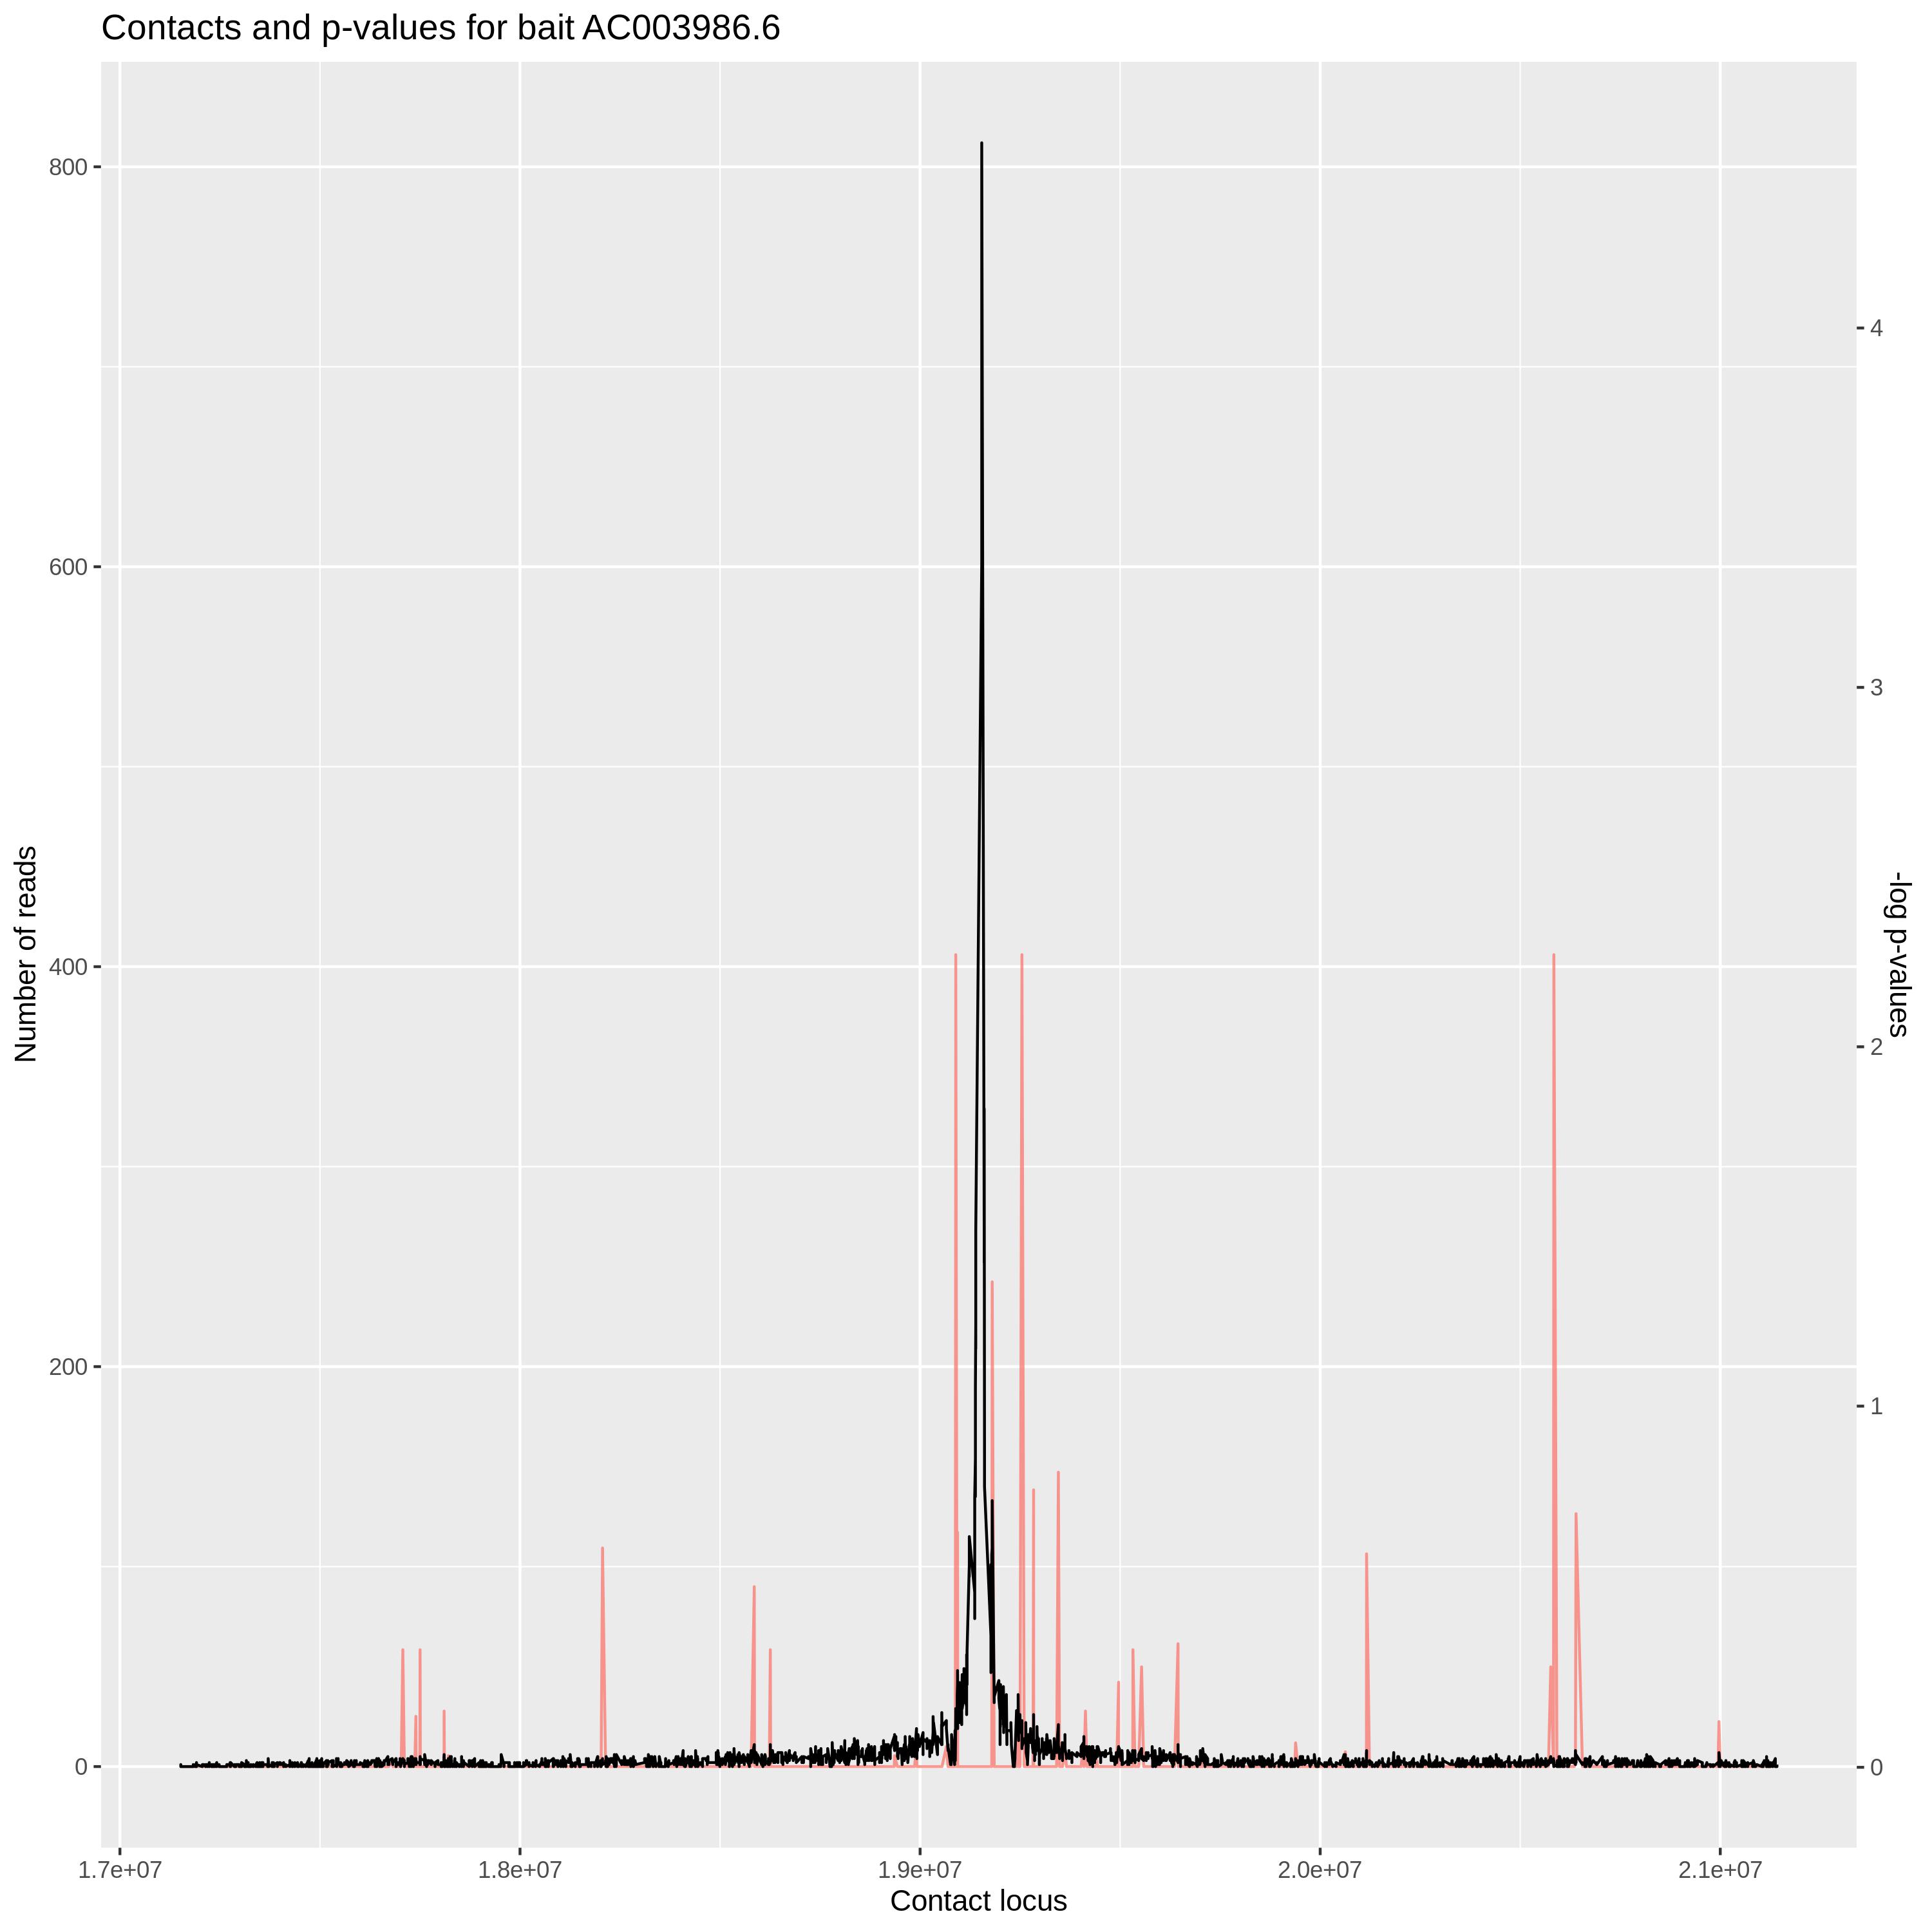 Contacts and p-values for bait AC003986.6
800
600
400
200
0
Number of reads
4
3
2
1
0
-log p-values
1.7e+07
1.8e+07
1.9e+07
2.0e+07
2.1e+07
Contact locus